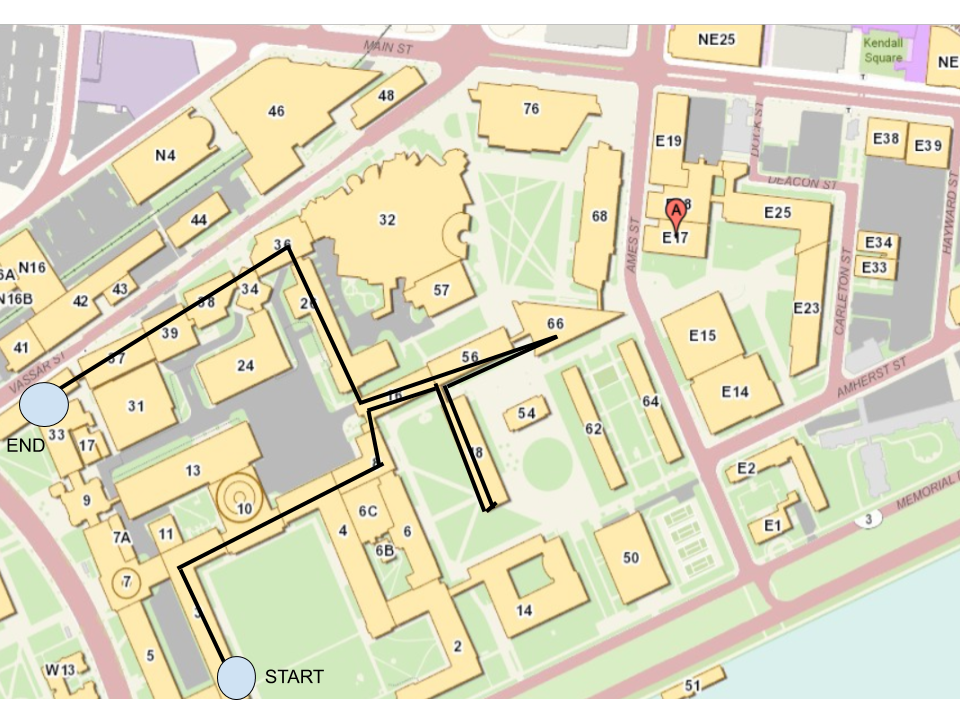 MAIN ST
NE25
Kendall
Square
NE
46
48
76
N4
E19
DOCK ST
E38
E39
DEACON ST
HAYWARD ST
44
32
68
A
E17
E25
36
AMES ST
E34
E33
N16
N16B
42
43
38
34
57
CARLETON ST
E23
41
39
66
E15
VASSAR ST
37
24
56
31
16
E14
AMHERST ST
END
33
17
54
64
62
13
8
18
E2
9
10
6C
MEMORIAL
7A
11
4
6
6B
3
E1
7
50
14
5
2
W13
START
51